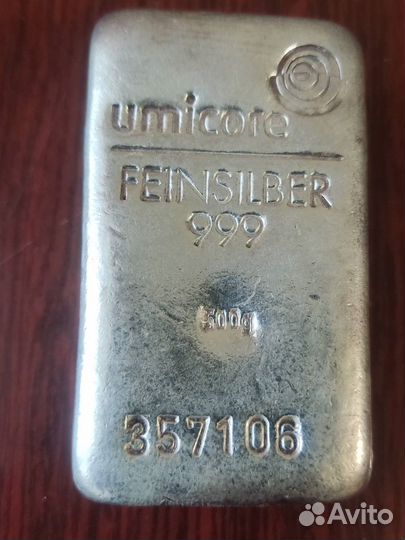 umicore
FEINSILBER
999
500g
357106
Avito